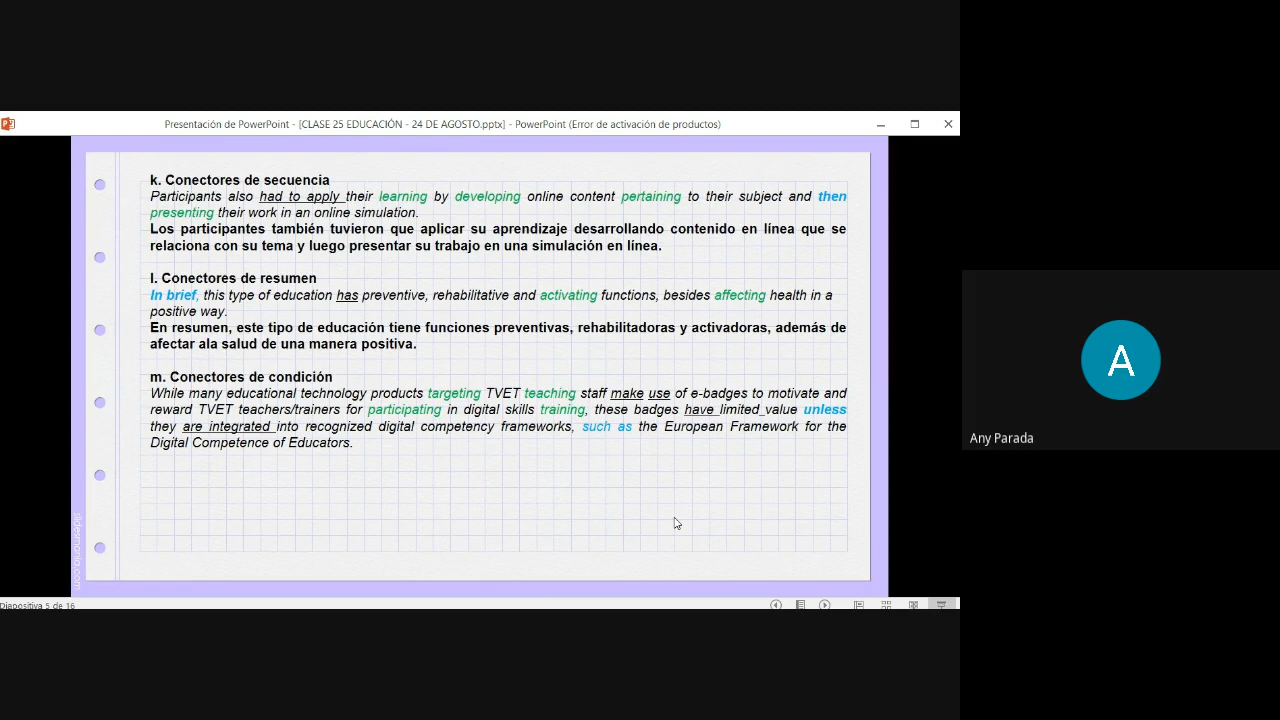 Presentación de PowerPoint - [CLASE 25 EDUCACIÓN - 24 DE AGOSTO.pptx] - PowerPoint (Error de activación de productos)
k. Conectores de secuencia
Participants also had to apply their learning by developing online content pertaining to their subject and then
presenting their work in an online simulation.
Los participantes también tuvieron que aplicar su aprendizaje desarrollando contenido en línea que se
relaciona con su tema y luego presentar su trabajo en una simulación en línea.
l. Conectores de resumen
In brief, this type of education has preventive, rehabilitative and activating functions, besides affecting health in a
positive way.
En resumen, este tipo de educación tiene funciones preventivas, rehabilitadoras y activadoras, además de
afectar ala salud de una manera positiva.
m. Conectores de condición
While many educational technology products targeting TVET teaching staff make use of e-badges to motivate and
reward TVET teachers/trainers for participating in digital skills training, these badges have limited value unless
they are integrated into recognized digital competency frameworks, such as the European Framework for the
Digital Competence of Educators.
slidesmania.com
Diapositiva 5 de 16
A
Any Parada